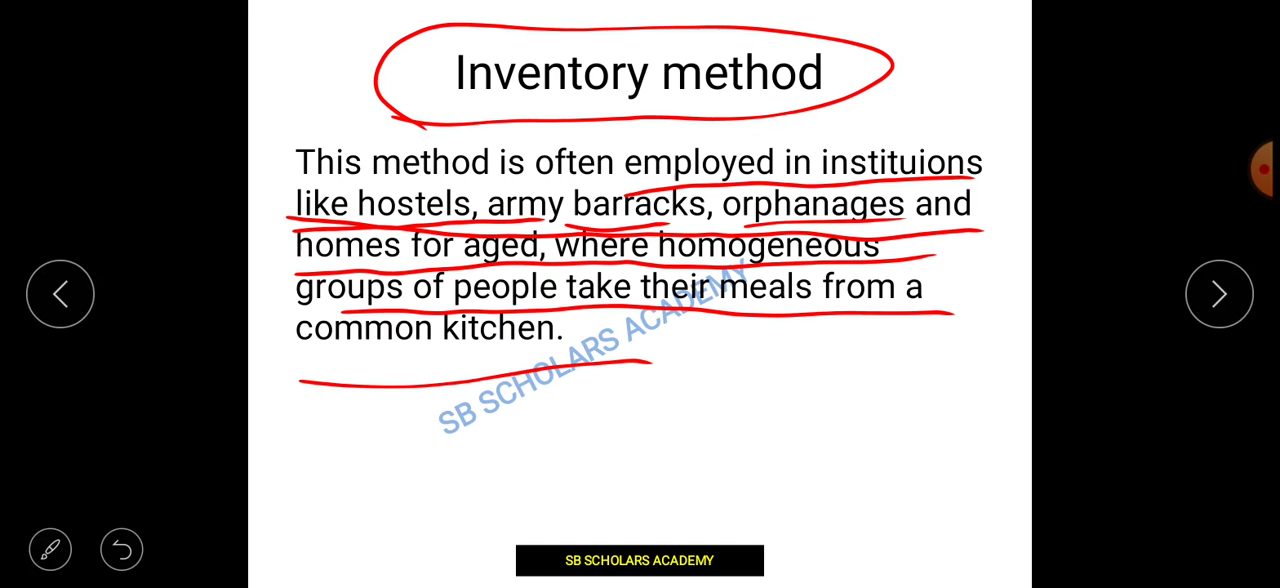 Inventory method
This method is often employed in instituions
like hostels, army barracks, orphanages and
homes for aged, where homogeneous
groups of people take their meals from a
common kitchen.
SB SCHOLARS ACADEMY
SB SCHOLARS ACADEMY